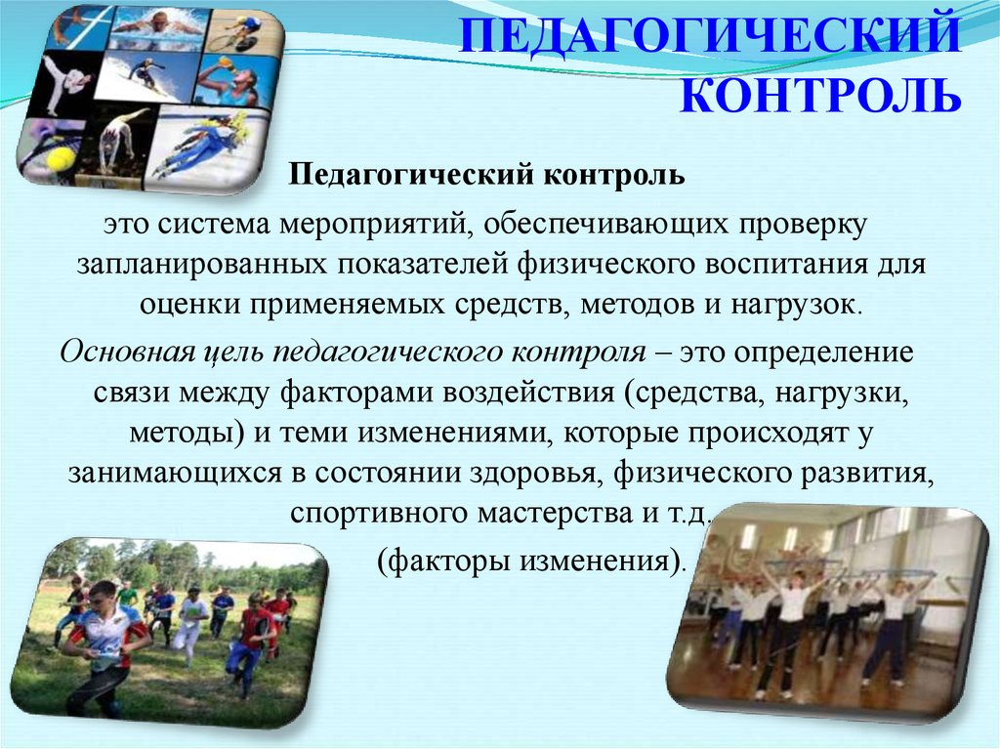 ПЕДАГОГИЧЕСКИЙ
КОНТРОЛЬ
Педагогический контроль
это система мероприятий, обеспечивающих проверку
запланированных показателей физического воспитания для
оценки применяемых средств, методов и нагрузок.
Основная цель педагогического контроля – это определение
связи между факторами воздействия (средства, нагрузки,
методы) и теми изменениями, которые происходят у
занимающихся в состоянии здоровья, физического развития,
спортивного мастерства и т.д.
(факторы изменения).